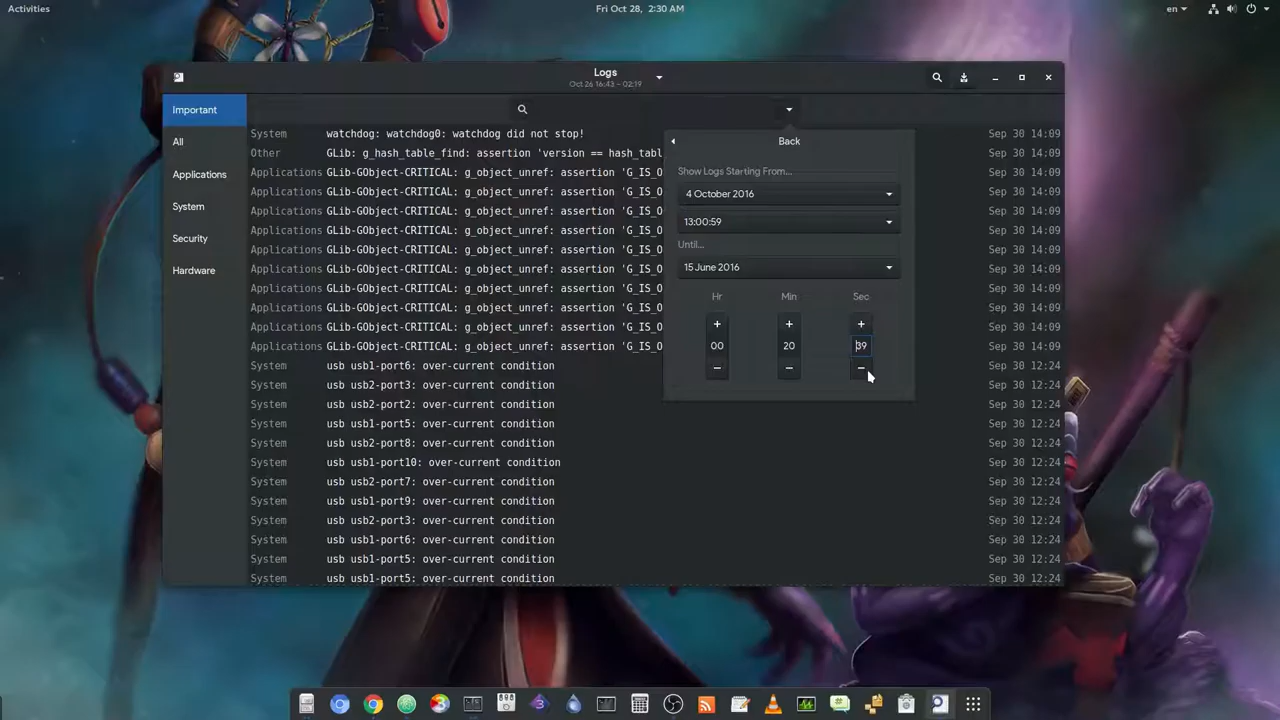 Activities
Fri Oct 28, 2:30 AM
en
Logs
Oct 26 16:43 – 02:19
Important
All
Applications
System
Security
Hardware
System watchdog: watchdog0: watchdog did not stop! Sep 30 14:09
Other GLib: g_hash_table_find: assertion 'version == hash_tabl Sep 30 14:09
Applications GLib-GObject-CRITICAL: g_object_unref: assertion 'G_IS_O Sep 30 14:09
Applications GLib-GObject-CRITICAL: g_object_unref: assertion 'G_IS_O Sep 30 14:09
Applications GLib-GObject-CRITICAL: g_object_unref: assertion 'G_IS_O Sep 30 14:09
Applications GLib-GObject-CRITICAL: g_object_unref: assertion 'G_IS_O Sep 30 14:09
Applications GLib-GObject-CRITICAL: g_object_unref: assertion 'G_IS_O Sep 30 14:09
Applications GLib-GObject-CRITICAL: g_object_unref: assertion 'G_IS_O Sep 30 14:09
Applications GLib-GObject-CRITICAL: g_object_unref: assertion 'G_IS_O Sep 30 14:09
Applications GLib-GObject-CRITICAL: g_object_unref: assertion 'G_IS_O Sep 30 14:09
Applications GLib-GObject-CRITICAL: g_object_unref: assertion 'G_IS_O Sep 30 14:09
Applications GLib-GObject-CRITICAL: g_object_unref: assertion 'G_IS_O Sep 30 14:09
System usb usb1-port6: over-current condition Sep 30 12:24
System usb usb2-port3: over-current condition Sep 30 12:24
System usb usb2-port2: over-current condition Sep 30 12:24
System usb usb1-port5: over-current condition Sep 30 12:24
System usb usb2-port8: over-current condition Sep 30 12:24
System usb usb1-port10: over-current condition Sep 30 12:24
System usb usb2-port7: over-current condition Sep 30 12:24
System usb usb1-port9: over-current condition Sep 30 12:24
System usb usb2-port3: over-current condition Sep 30 12:24
System usb usb1-port6: over-current condition Sep 30 12:24
System usb usb1-port5: over-current condition Sep 30 12:24
System usb usb1-port5: over-current condition Sep 30 12:24
Back
Show Logs Starting From...
4 October 2016
13:00:59
Until...
15 June 2016
Hr Min Sec
+ + +
00 20 39
− − −